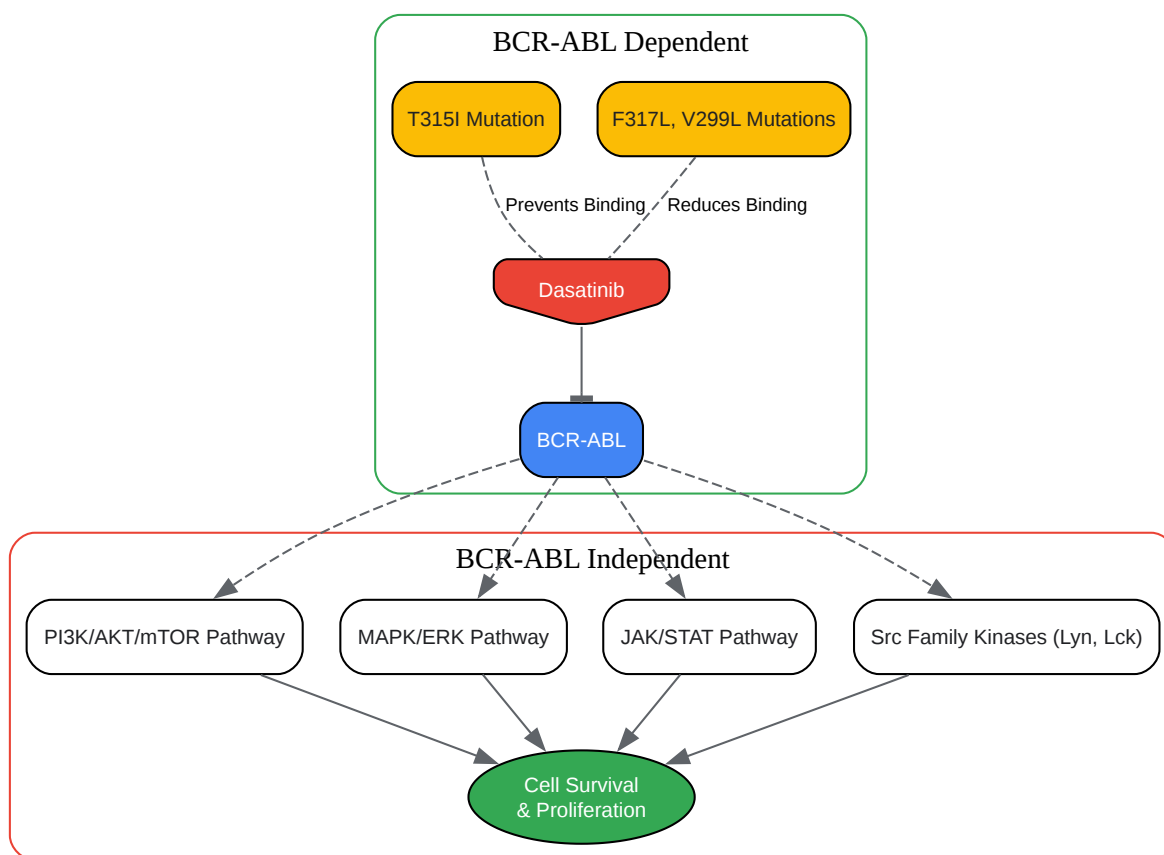 BCR-ABL Dependent
T315I Mutation
F317L, V299L Mutations
Prevents Binding
Reduces Binding
Dasatinib
BCR-ABL
BCR-ABL Independent
PI3K/AKT/mTOR Pathway
MAPK/ERK Pathway
JAK/STAT Pathway
Src Family Kinases (Lyn, Lck)
Cell Survival
& Proliferation